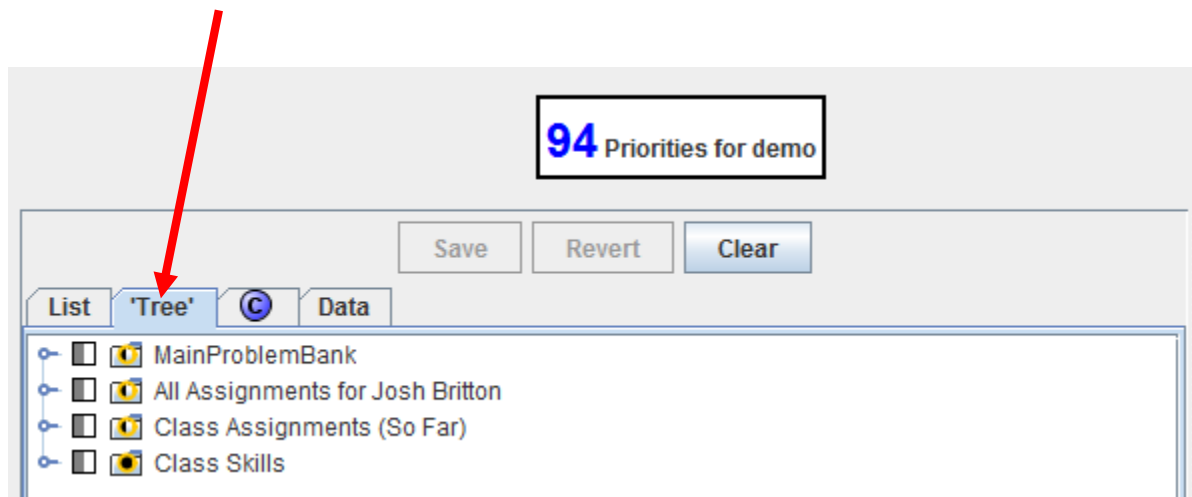 94 Priorities for demo
Save Revert Clear
List 'Tree' C Data
MainProblemBank
All Assignments for Josh Britton
Class Assignments (So Far)
Class Skills